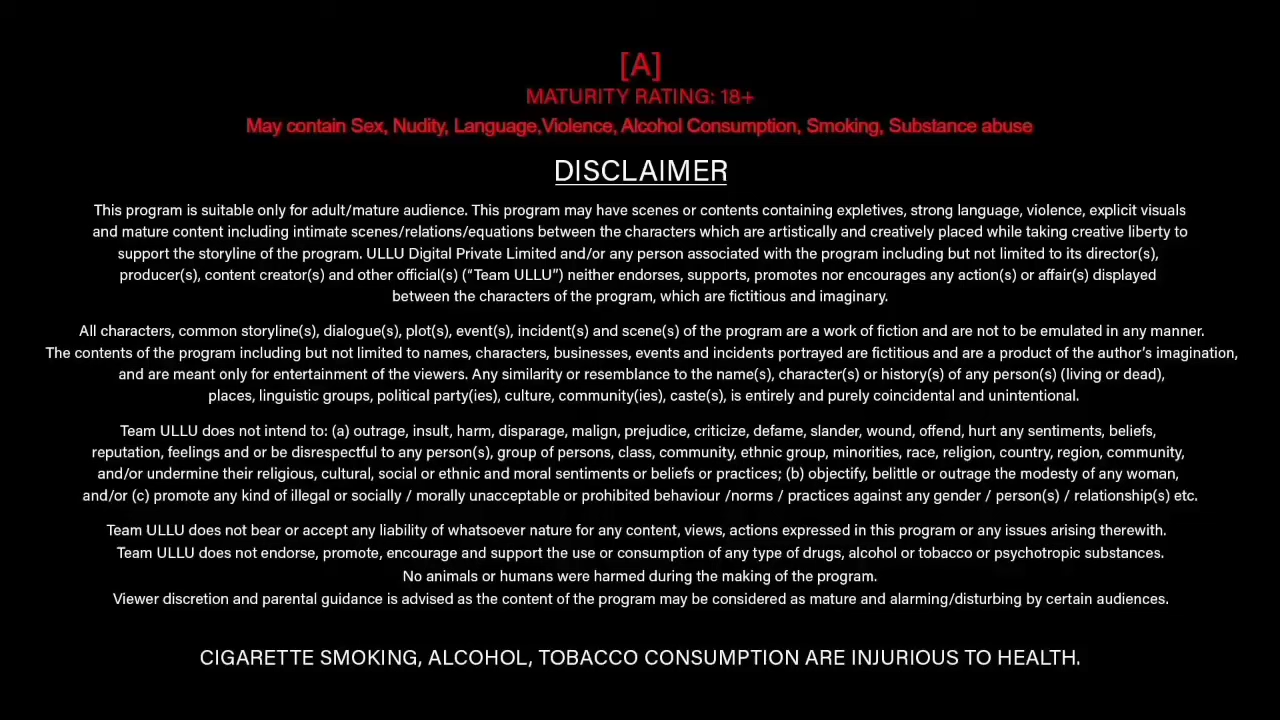 [A]
MATURITY RATING: 18+
May contain Sex, Nudity, Language,Violence, Alcohol Consumption, Smoking, Substance abuse
DISCLAIMER
This program is suitable only for adult/mature audience. This program may have scenes or contents containing expletives, strong language, violence, explicit visuals
and mature content including intimate scenes/relations/equations between the characters which are artistically and creatively placed while taking creative liberty to
support the storyline of the program. ULLU Digital Private Limited and/or any person associated with the program including but not limited to its director(s),
producer(s), content creator(s) and other official(s) (“Team ULLU”) neither endorses, supports, promotes nor encourages any action(s) or affair(s) displayed
between the characters of the program, which are fictitious and imaginary.
All characters, common storyline(s), dialogue(s), plot(s), event(s), incident(s) and scene(s) of the program are a work of fiction and are not to be emulated in any manner.
The contents of the program including but not limited to names, characters, businesses, events and incidents portrayed are fictitious and are a product of the author’s imagination,
and are meant only for entertainment of the viewers. Any similarity or resemblance to the name(s), character(s) or history(s) of any person(s) (living or dead),
places, linguistic groups, political party(ies), culture, community(ies), caste(s), is entirely and purely coincidental and unintentional.
Team ULLU does not intend to: (a) outrage, insult, harm, disparage, malign, prejudice, criticize, defame, slander, wound, offend, hurt any sentiments, beliefs,
reputation, feelings and or be disrespectful to any person(s), group of persons, class, community, ethnic group, minorities, race, religion, country, region, community,
and/or undermine their religious, cultural, social or ethnic and moral sentiments or beliefs or practices; (b) objectify, belittle or outrage the modesty of any woman,
and/or (c) promote any kind of illegal or socially / morally unacceptable or prohibited behaviour /norms / practices against any gender / person(s) / relationship(s) etc.
Team ULLU does not bear or accept any liability of whatsoever nature for any content, views, actions expressed in this program or any issues arising therewith.
Team ULLU does not endorse, promote, encourage and support the use or consumption of any type of drugs, alcohol or tobacco or psychotropic substances.
No animals or humans were harmed during the making of the program.
Viewer discretion and parental guidance is advised as the content of the program may be considered as mature and alarming/disturbing by certain audiences.
CIGARETTE SMOKING, ALCOHOL, TOBACCO CONSUMPTION ARE INJURIOUS TO HEALTH.